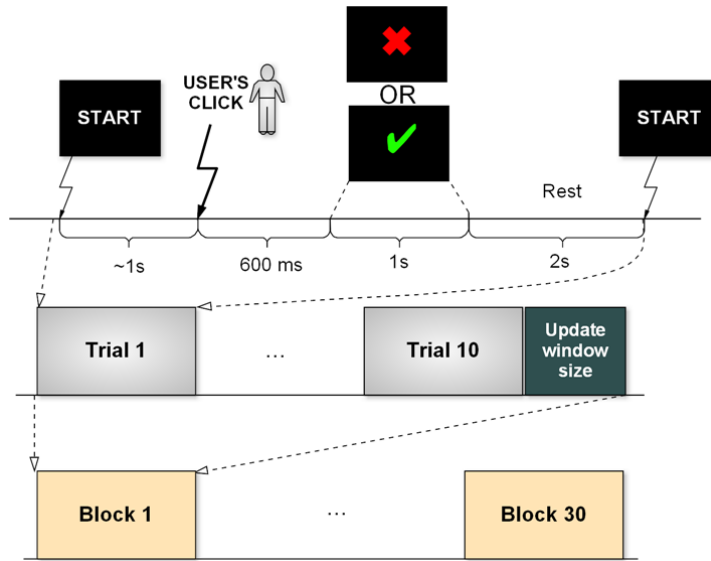 START
USER'S
CLICK
OR
START
Rest
~1s
600 ms
1s
2s
Trial 1
...
Trial 10
Update
window
size
Block 1
...
Block 30